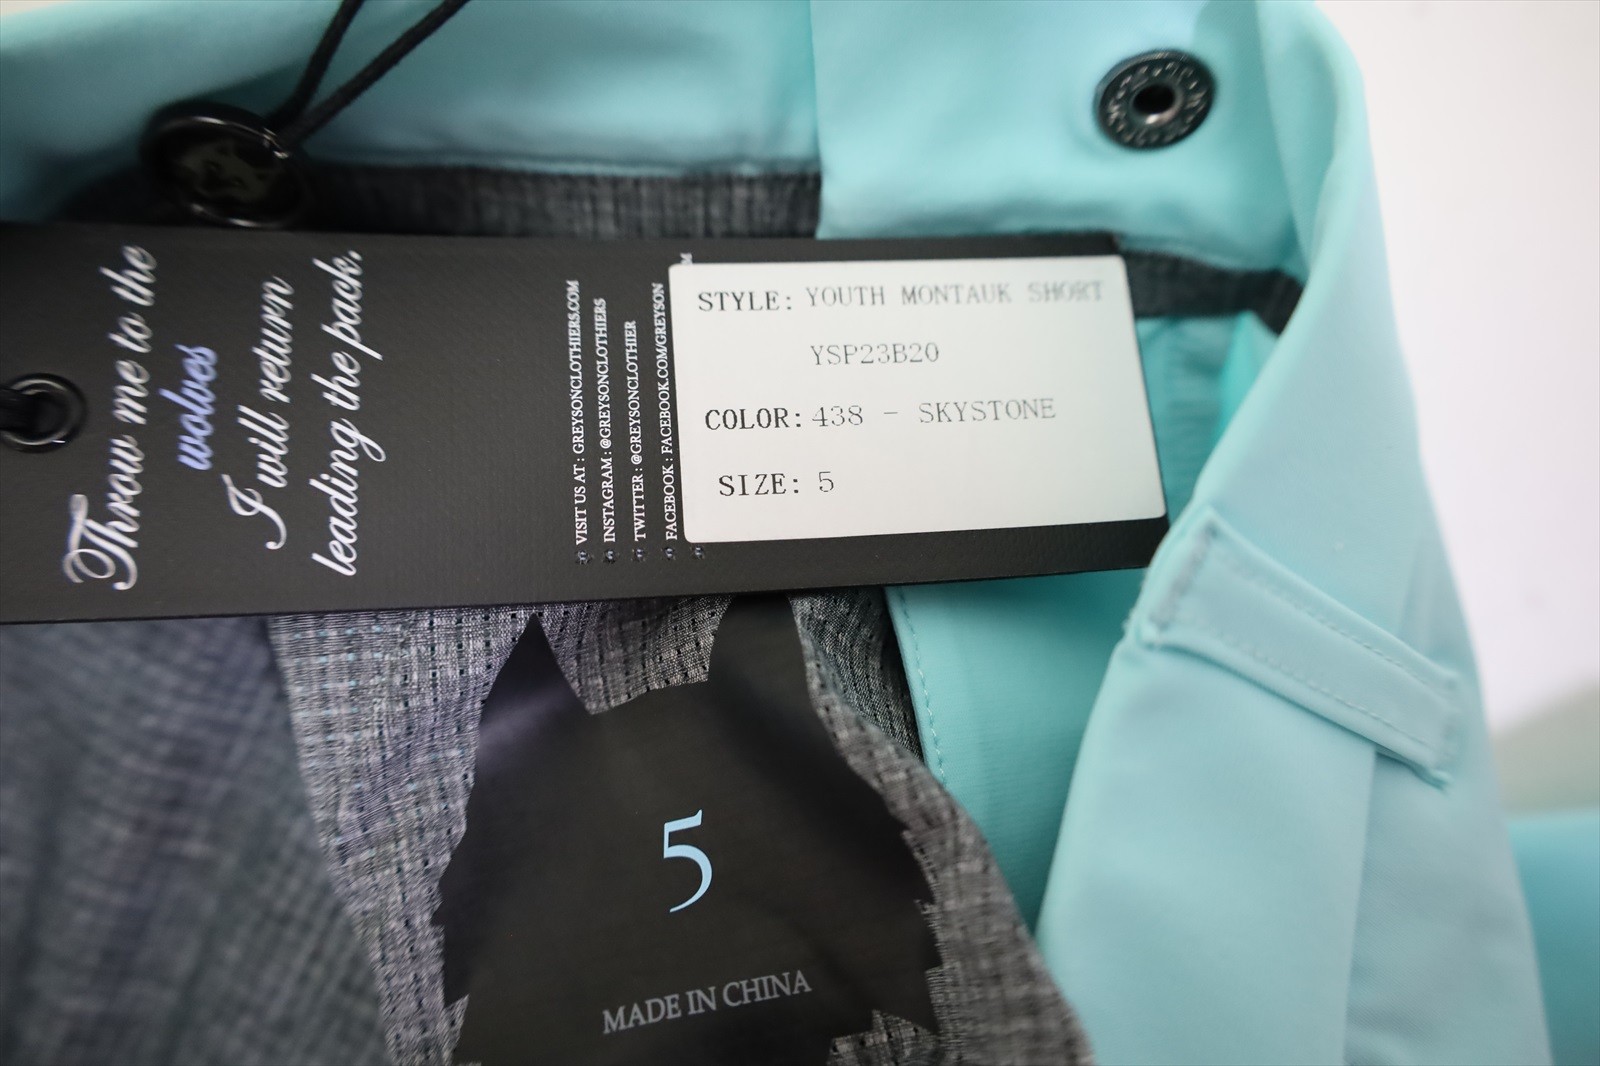 Throw me to the
wolves
I will return
leading the pack.
VISIT US AT : GREYSONCLOTHIERS.COM
INSTAGRAM : @GREYSONCLOTHIERS
TWITTER : @GREYSONCLOTHIER
FACEBOOK : FACEBOOK.COM/GREYSON
M
STYLE: YOUTH MONTAUK SHORT
YSP23B20
COLOR: 438 - SKYSTONE
SIZE: 5
5
MADE IN CHINA